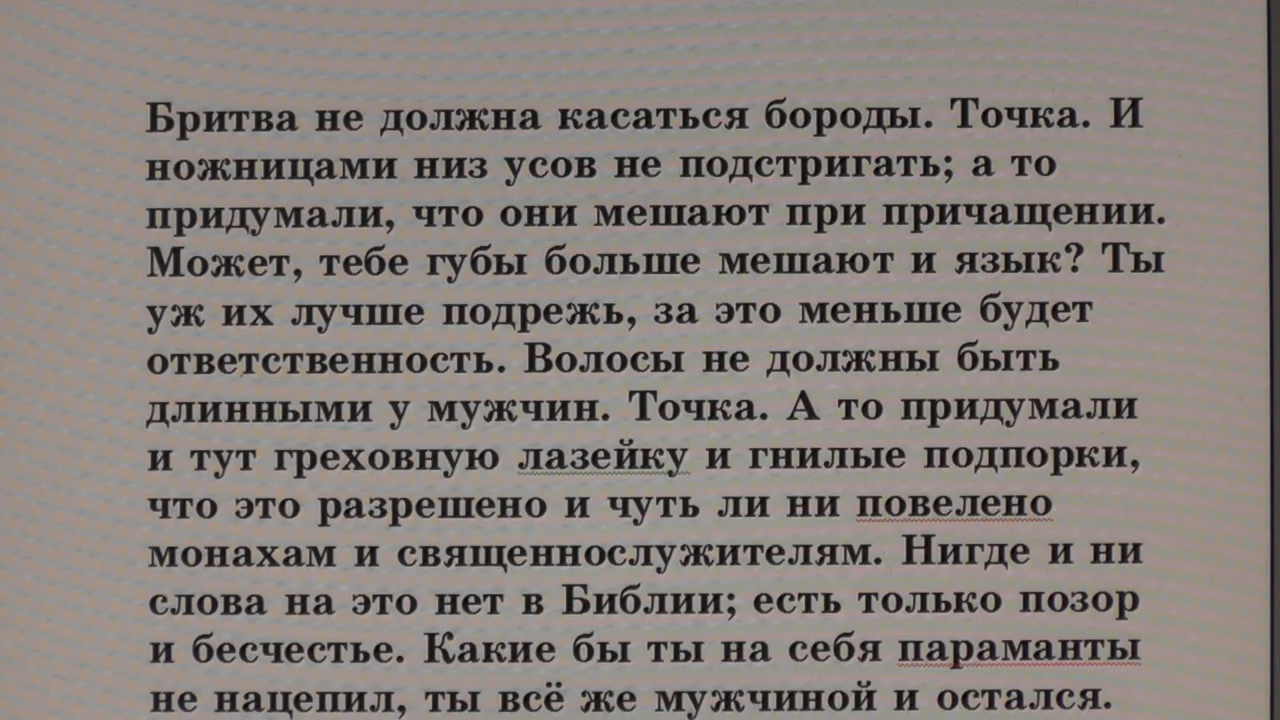 Бритва не должна касаться бороды. Точка. И
ножницами низ усов не подстригать; а то
придумали, что они мешают при причащении.
Может, тебе губы больше мешают и язык? Ты
уж их лучше подрежь, за это меньше будет
ответственность. Волосы не должны быть
длинными у мужчин. Точка. А то придумали
и тут греховную лазейку и гнилые подпорки,
что это разрешено и чуть ли ни повелено
монахам и священнослужителям. Нигде и ни
слова на это нет в Библии; есть только позор
и бесчестье. Какие бы ты на себя параманты
не нацепил, ты всё же мужчиной и остался.